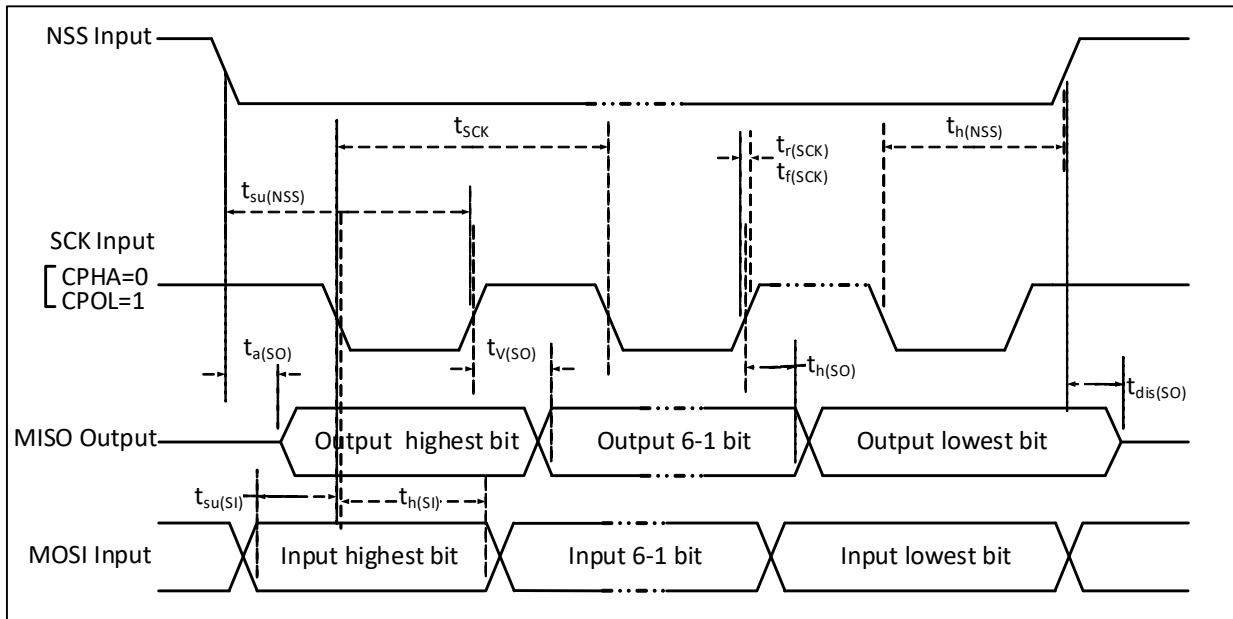 NSS Input
tSCK
th(NSS)
tr(SCK)
tf(SCK)
tsu(NSS)
SCK Input
CPHA=0
CPOL=1
ta(SO)
tV(SO)
th(SO)
tdis(SO)
MISO Output
Output highest bit
Output 6-1 bit
Output lowest bit
tsu(SI)
th(SI)
MOSI Input
Input highest bit
Input 6-1 bit
Input lowest bit